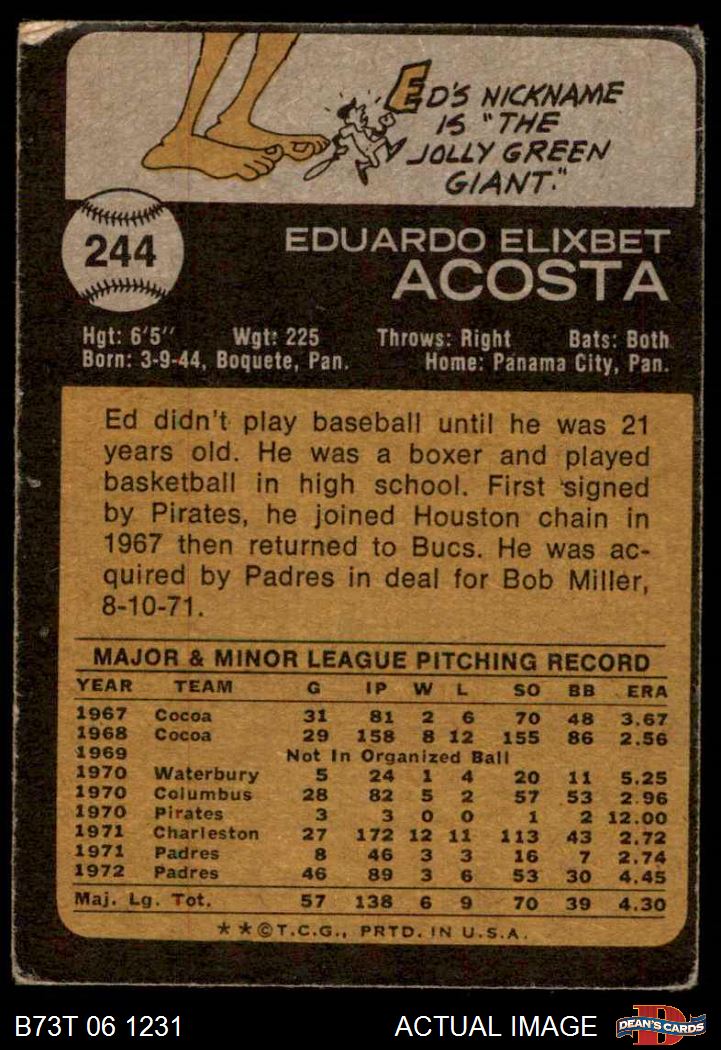 ED'S NICKNAME
IS "THE
JOLLY GREEN
GIANT."
244
EDUARDO ELIXBET
ACOSTA
Hgt: 6'5" Wgt: 225 Throws: Right Bats: Both
Born: 3-9-44, Boquete, Pan. Home: Panama City, Pan.
Ed didn't play baseball until he was 21
years old. He was a boxer and played
basketball in high school. First signed
by Pirates, he joined Houston chain in
1967 then returned to Bucs. He was ac-
quired by Padres in deal for Bob Miller,
8-10-71.
MAJOR & MINOR LEAGUE PITCHING RECORD
YEAR TEAM G IP W L SO BB ERA
1967 Cocoa 31 81 2 6 70 48 3.67
1968 Cocoa 29 158 8 12 155 86 2.56
1969 Not In Organized Ball
1970 Waterbury 5 24 1 4 20 11 5.25
1970 Columbus 28 82 5 2 57 53 2.96
1970 Pirates 3 3 0 0 1 2 12.00
1971 Charleston 27 172 12 11 113 43 2.72
1971 Padres 8 46 3 3 16 7 2.74
1972 Padres 46 89 3 6 53 30 4.45
Maj. Lg. Tot. 57 138 6 9 70 39 4.30
* * © T.C.G., PRTD. IN U.S.A.
B73T 06 1231 ACTUAL IMAGE D DEAN'S CARDS